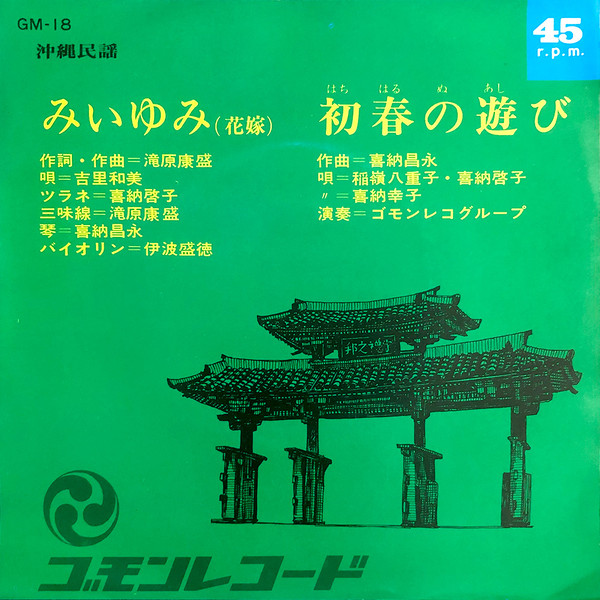 GM-18
45
r.p.m.
沖縄民謡
みいゆみ(花嫁)
作詞・作曲=滝原康盛
唄=吉里和美
ツラネ=喜納啓子
三味線=滝原康盛
琴=喜納昌永
バイオリン=伊波盛徳
はち はる ぬ あし
初春の遊び
作曲=喜納昌永
唄=稲嶺八重子・喜納啓子
〃=喜納幸子
演奏=ゴモンレコグループ
邦之禮守
ゴモンレコード